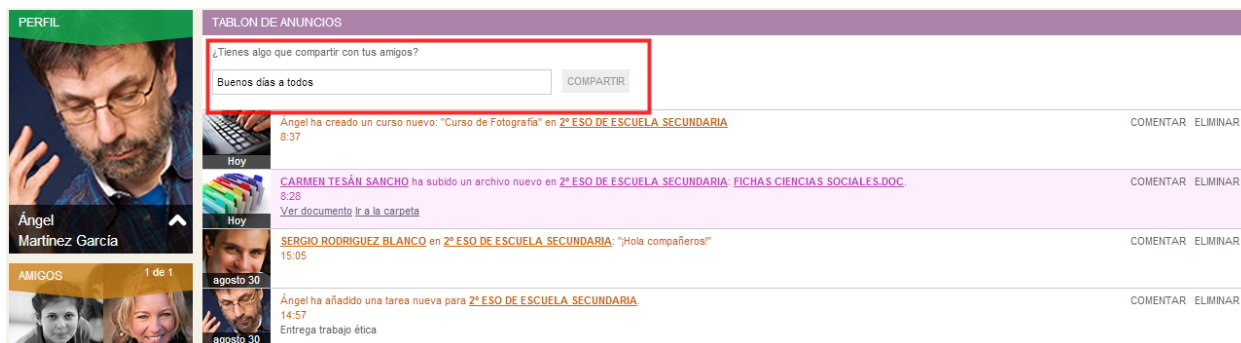 PERFIL
Ángel
Martínez García
AMIGOS 1 de 1
TABLON DE ANUNCIOS
¿Tienes algo que compartir con tus amigos?
Buenos días a todos COMPARTIR
Ángel ha creado un curso nuevo: "Curso de Fotografía" en 2º ESO DE ESCUELA SECUNDARIA COMENTAR ELIMINAR
8:37
Hoy
CARMEN TESÁN SANCHO ha subido un archivo nuevo en 2º ESO DE ESCUELA SECUNDARIA: FICHAS CIENCIAS SOCIALES.DOC. COMENTAR ELIMINAR
8:28
Ver documento Ir a la carpeta
Hoy
SERGIO RODRIGUEZ BLANCO en 2º ESO DE ESCUELA SECUNDARIA: "¡Hola compañeros!" COMENTAR ELIMINAR
15:05
agosto 30
Ángel ha añadido una tarea nueva para 2º ESO DE ESCUELA SECUNDARIA. COMENTAR ELIMINAR
14:57
Entrega trabajo ética
agosto 30